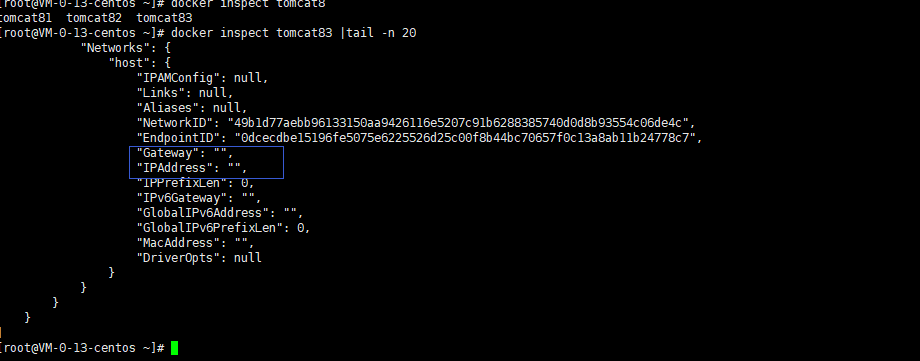 [root@VM-0-13-centos ~]# docker inspect tomcat8
tomcat81  tomcat82  tomcat83
[root@VM-0-13-centos ~]# docker inspect tomcat83 |tail -n 20
            "Networks": {
                "host": {
                    "IPAMConfig": null,
                    "Links": null,
                    "Aliases": null,
                    "NetworkID": "49b1d77aebb96133150aa9426116e5207c91b6288385740d0d8b93554c06de4c",
                    "EndpointID": "0dcecdbe15196fe5075e6225526d25c00f8b44bc70657f0c13a8ab11b24778c7",
                    "Gateway": "",
                    "IPAddress": "",
                    "IPPrefixLen": 0,
                    "IPv6Gateway": "",
                    "GlobalIPv6Address": "",
                    "GlobalIPv6PrefixLen": 0,
                    "MacAddress": "",
                    "DriverOpts": null
                }
            }
        }
    }
]
[root@VM-0-13-centos ~]#